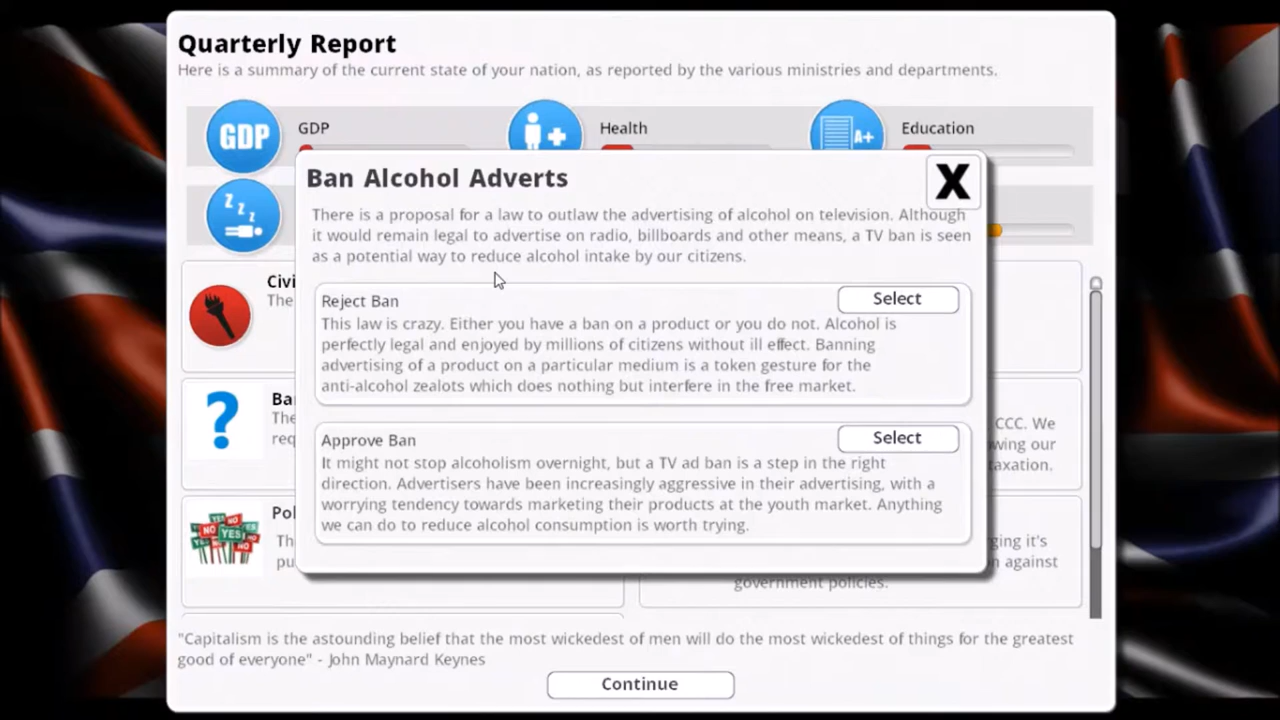 Quarterly Report
Here is a summary of the current state of your nation, as reported by the various ministries and departments.
GDP
GDP
Health
A+
Education
Z Z Z
Ban Alcohol Adverts
X
There is a proposal for a law to outlaw the advertising of alcohol on television. Although
it would remain legal to advertise on radio, billboards and other means, a TV ban is seen
as a potential way to reduce alcohol intake by our citizens.
Reject Ban
Select
This law is crazy. Either you have a ban on a product or you do not. Alcohol is
perfectly legal and enjoyed by millions of citizens without ill effect. Banning
advertising of a product on a particular medium is a token gesture for the
anti-alcohol zealots which does nothing but interfere in the free market.
Approve Ban
Select
It might not stop alcoholism overnight, but a TV ad ban is a step in the right
direction. Advertisers have been increasingly aggressive in their advertising, with a
worrying tendency towards marketing their products at the youth market. Anything
we can do to reduce alcohol consumption is worth trying.
Civi
The
?
Ba
The
req
CCC. We
wing our
taxation.
NO YES NO
Pol
Th
pu
ging it's
n against
government policies.
"Capitalism is the astounding belief that the most wickedest of men will do the most wickedest of things for the greatest
good of everyone" - John Maynard Keynes
Continue